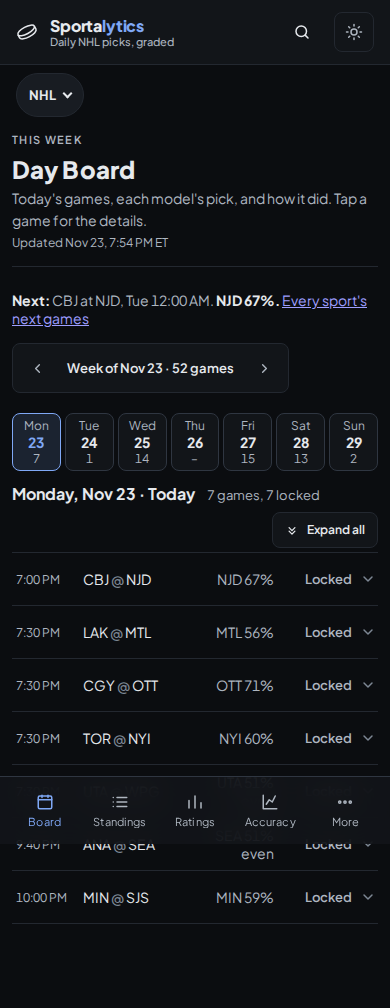 Sportalytics
Daily NHL picks, graded
NHL
THIS WEEK
Day Board
Today's games, each model's pick, and how it did. Tap a
game for the details.
Updated Nov 23, 7:54 PM ET
Next: CBJ at NJD, Tue 12:00 AM. NJD 67%. Every sport's
next games
Week of Nov 23 · 52 games
Mon Tue Wed Thu Fri Sat Sun
23 24 25 26 27 28 29
7 1 14 – 15 13 2
Monday, Nov 23 · Today 7 games, 7 locked
Expand all
7:00 PM CBJ @ NJD NJD 67% Locked
7:30 PM LAK @ MTL MTL 56% Locked
7:30 PM CGY @ OTT OTT 71% Locked
7:30 PM TOR @ NYI NYI 60% Locked
Board Standings Ratings Accuracy More
9:40 PM ANA @ SEA even Locked
10:00 PM MIN @ SJS MIN 59% Locked